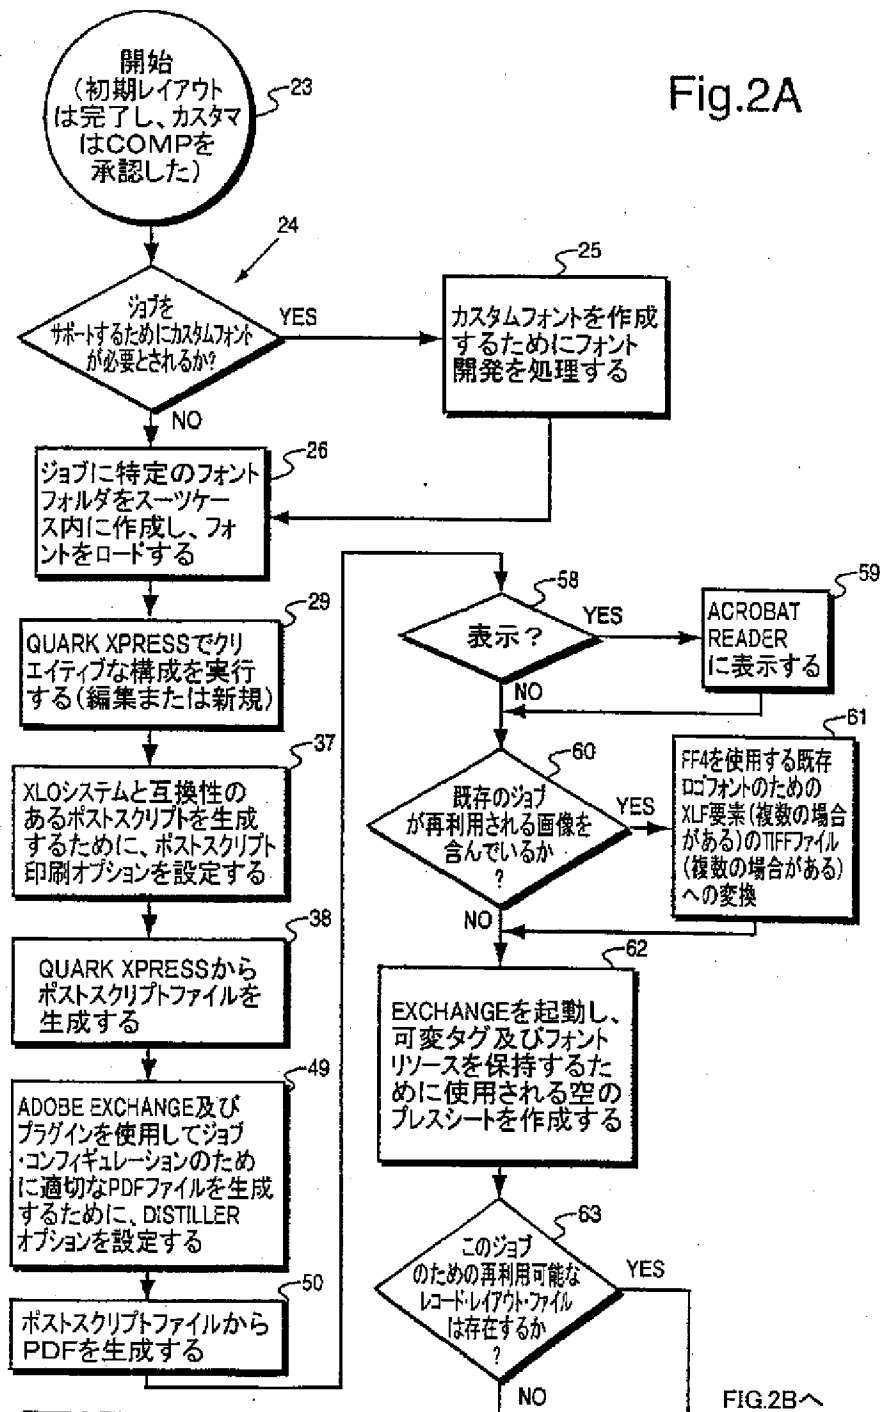 Fig.2A
開始
(初期レイアウト
は完了し、カスタマ
はCOMPを
承認した)
23
24
ジョブを
サポートするためにカスタムフォント
が必要とされるか?
YES
NO
25
カスタムフォントを作成
するためにフォント
開発を処理する
26
ジョブに特定のフォント
フォルダをスーツケー
ス内に作成し、フォ
ントをロードする
29
QUARK XPRESSでクリ
エイティブな構成を実行
する(編集または新規)
37
XLOシステムと互換性の
あるポストスクリプトを生成
するために、ポストスクリプト
印刷オプションを設定する
38
QUARK XPRESSから
ポストスクリプトファイルを
生成する
49
ADOBE EXCHANGE及び
プラグインを使用してジョブ
・コンフィギュレーションのため
に適切なPDFファイルを生成
するために、DISTILLER
オプションを設定する
50
ポストスクリプトファイルから
PDFを生成する
58
表示?
YES
NO
59
ACROBAT
READER
に表示する
60
既存のジョブ
が再利用される画像を
含んでいるか
?
YES
NO
61
FF4を使用する既存
ロゴフォントのための
XLF要素(複数の場合
がある)のTIFFファイル
(複数の場合がある)
への変換
62
EXCHANGEを起動し、
可変タグ及びフォント
リソースを保持するた
めに使用される空の
プレスシートを作成する
63
このジョブ
のための再利用可能な
レコード・レイアウト・ファイル
は存在するか
?
YES
NO
FIG.2Bへ